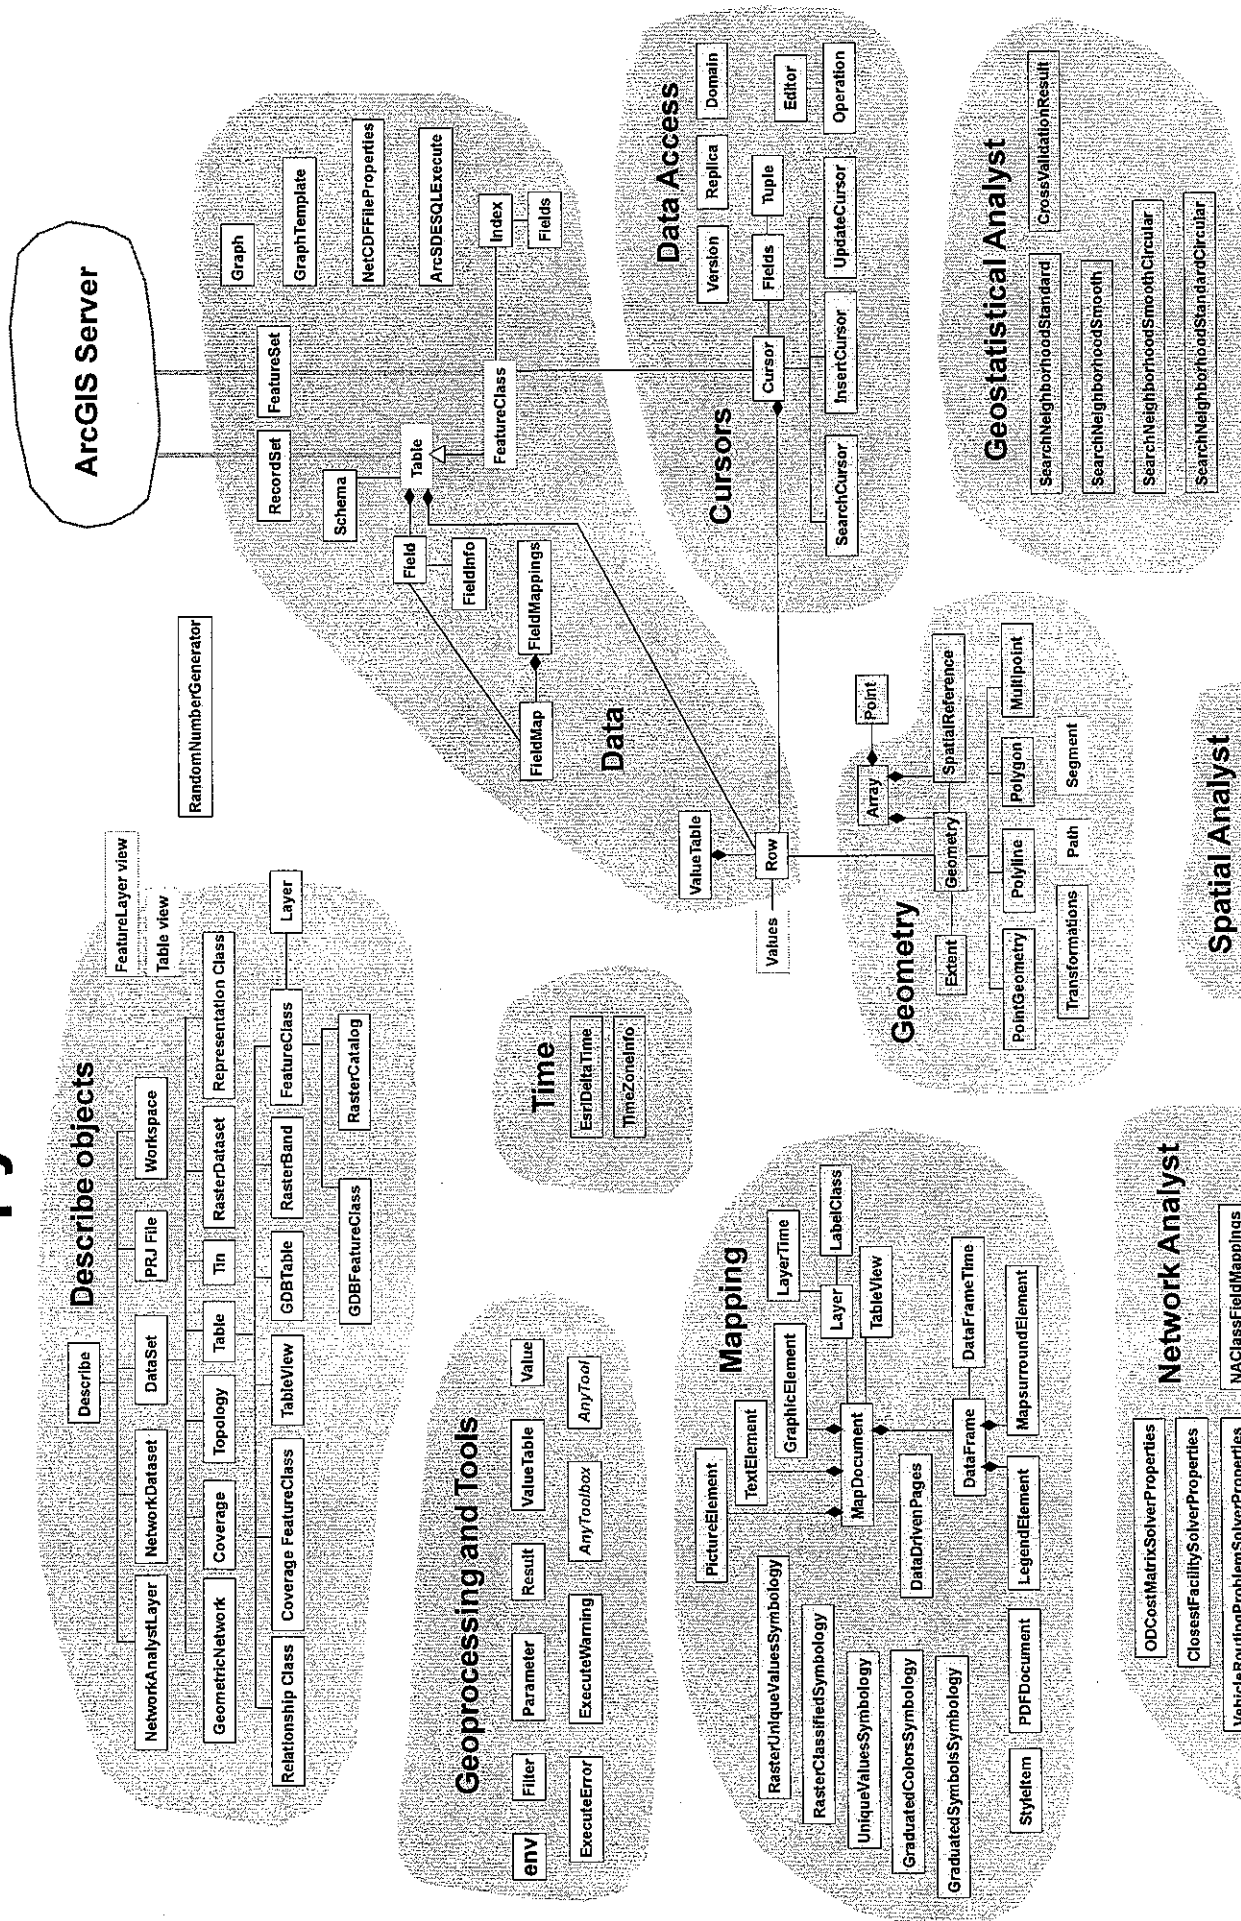 Describe objects
Describe
NetworkAnalystLayer
NetworkDataset
DataSet
PRJ File
Workspace
FeatureLayer view
Table view
GeometricNetwork
Coverage
Topology
Table
Tin
RasterDataset
Representation Class
Relationship Class
Coverage FeatureClass
TableView
GDBTable
RasterBand
FeatureClass
Layer
GDBFeatureClass
RasterCatalog
RandomNumberGenerator
ArcGIS Server
RecordSet
FeatureSet
Graph
GraphTemplate
NetCDFFileProperties
ArcSDESQLExecute
Schema
Table
Field
FieldInfo
FieldMap
FieldMappings
FeatureClass
Index
Fields
Data
Geoprocessing and Tools
env
Filter
Parameter
Result
ValueTable
Value
ExecuteError
ExecuteWarning
AnyToolbox
AnyTool
Time
EsriDeltaTime
TimeZoneInfo
ValueTable
Row
Values
Cursors
Data Access
Version
Replica
Domain
Cursor
Fields
Tuple
Editor
SearchCursor
InserCursor
UpdateCursor
Operation
Mapping
PictureElement
TextElement
GraphicElement
LayerTime
Layer
LabelClass
TableView
MapDocument
DataDrivenPages
RasterUniqueValuesSymbology
RasterClassifiedSymbology
UniqueValuesSymbology
GraduatedColorsSymbology
GraduatedSymbolsSymbology
DataFrame
DataFrameTime
StyleItem
PDFDocument
LegendElement
MapsurroundElement
Geometry
Array
Point
Extent
Geometry
SpatialReference
PointGeometry
Polyline
Polygon
Multipoint
Transformations
Path
Segment
Geostatistical Analyst
SearchNeighborhoodStandard
CrossValidationResult
SearchNeighborhoodSmooth
SearchNeighborhoodSmoothCircular
SearchNeighborhoodStandardCircular
Network Analyst
ODCostMatrixSolverProperties
ClosestFacilitySolverProperties
VehicleRoutingProblemSolverProperties
NAClassFieldMappings
Spatial Analyst